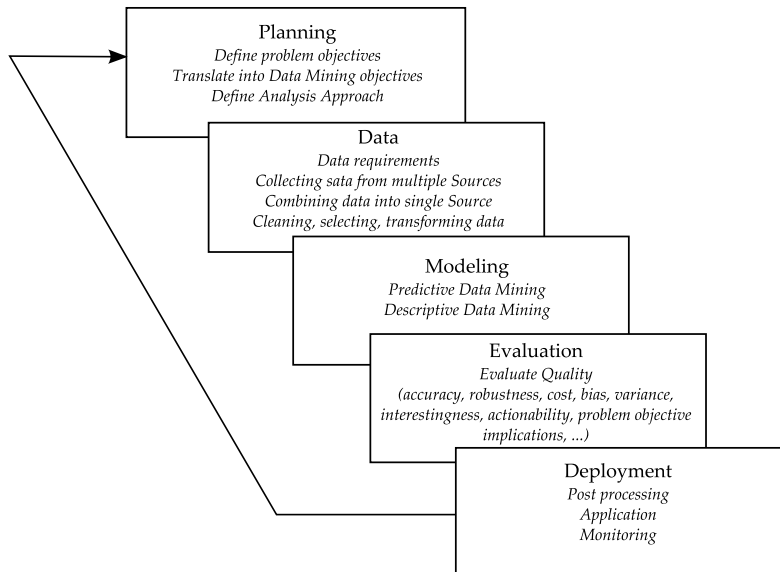 Planning
Define problem objectives
Translate into Data Mining objectives
Define Analysis Approach
Data
Data requirements
Collecting sata from multiple Sources
Combining data into single Source
Cleaning, selecting, transforming data
Modeling
Predictive Data Mining
Descriptive Data Mining
Evaluation
Evaluate Quality
(accuracy, robustness, cost, bias, variance,
interestingness, actionability, problem objective
implications, ...)
Deployment
Post processing
Application
Monitoring